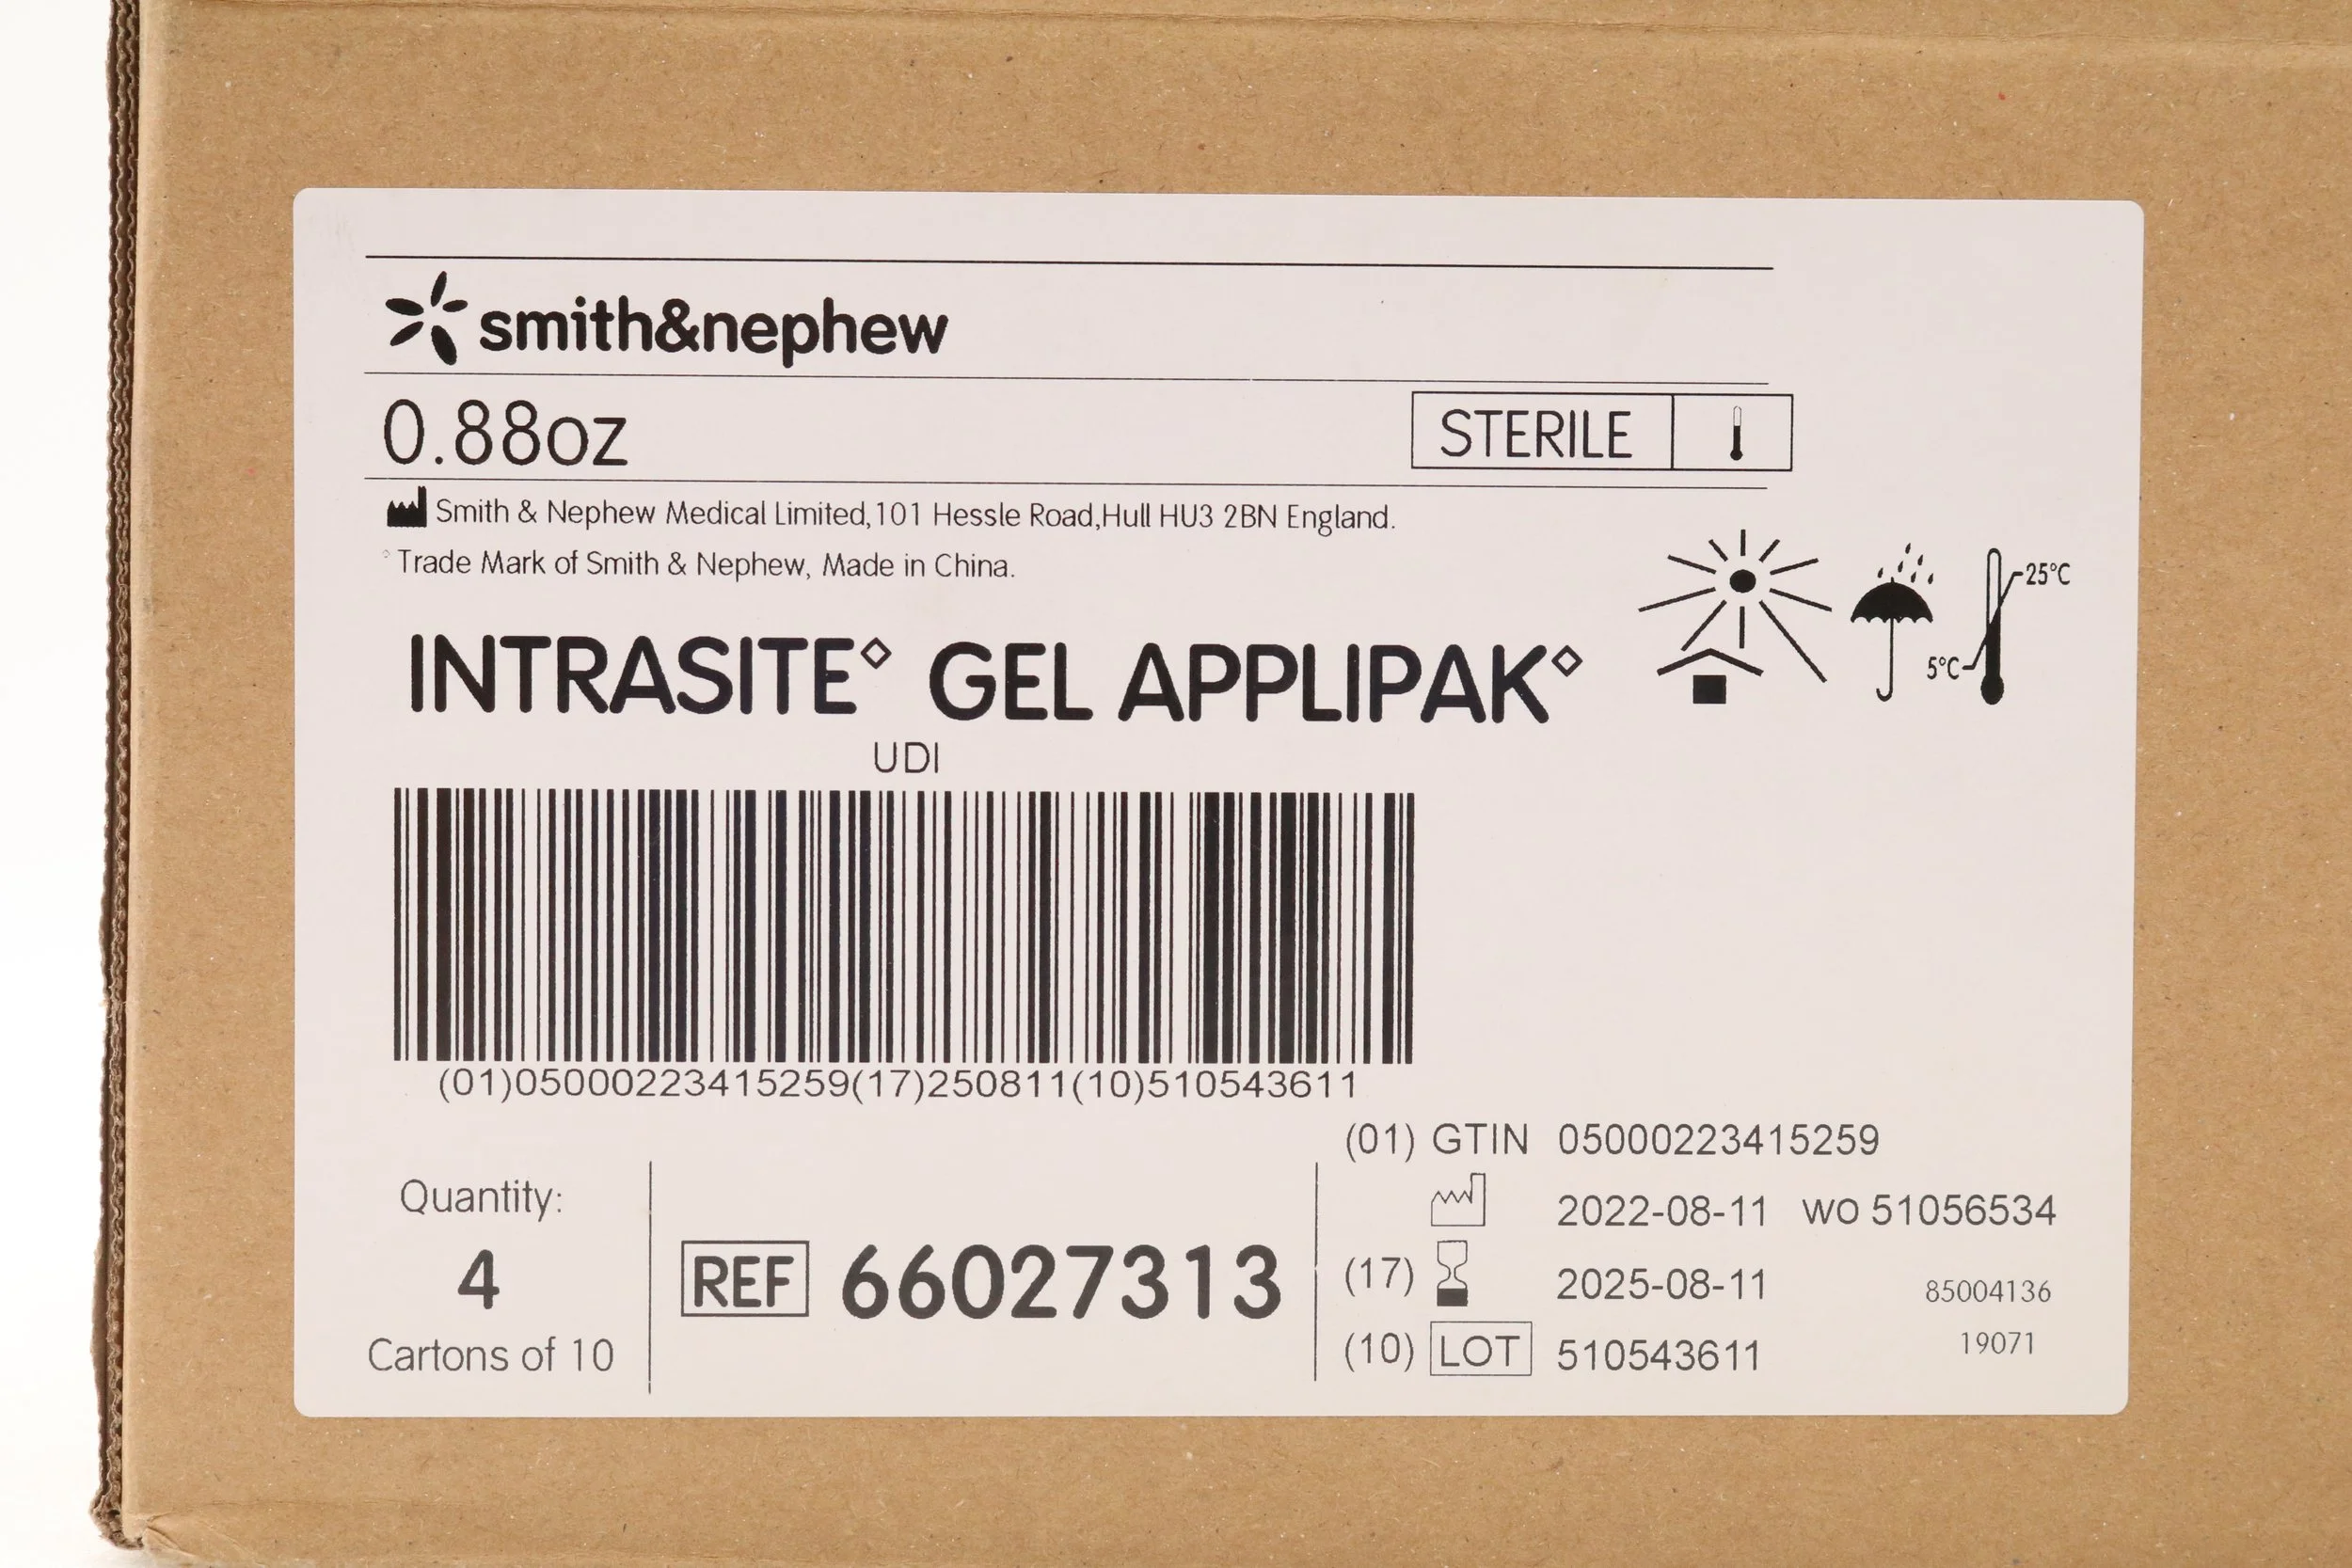 smith&nephew
0.88oz
STERILE
Smith & Nephew Medical Limited,101 Hessle Road,Hull HU3 2BN England.
◇Trade Mark of Smith & Nephew, Made in China.
25°C
5°C
INTRASITE◇ GEL APPLIPAK◇
UDI
(01)05000223415259(17)250811(10)510543611
(01) GTIN 05000223415259
Quantity:
4
Cartons of 10
REF 66027313
2022-08-11 WO 51056534
(17) 2025-08-11 85004136
19071
(10) LOT 510543611